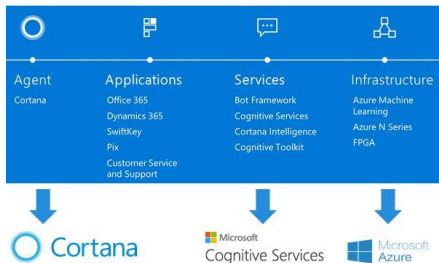 Agent
Cortana
Applications
Office 365
Dynamics 365
SwiftKey
Pix
Customer Service
and Support
Services
Bot Framework
Cognitive Services
Cortana Intelligence
Cognitive Toolkit
Infrastructure
Azure Machine
Learning
Azure N Series
FPGA
Cortana
Microsoft
Cognitive Services
Microsoft
Azure